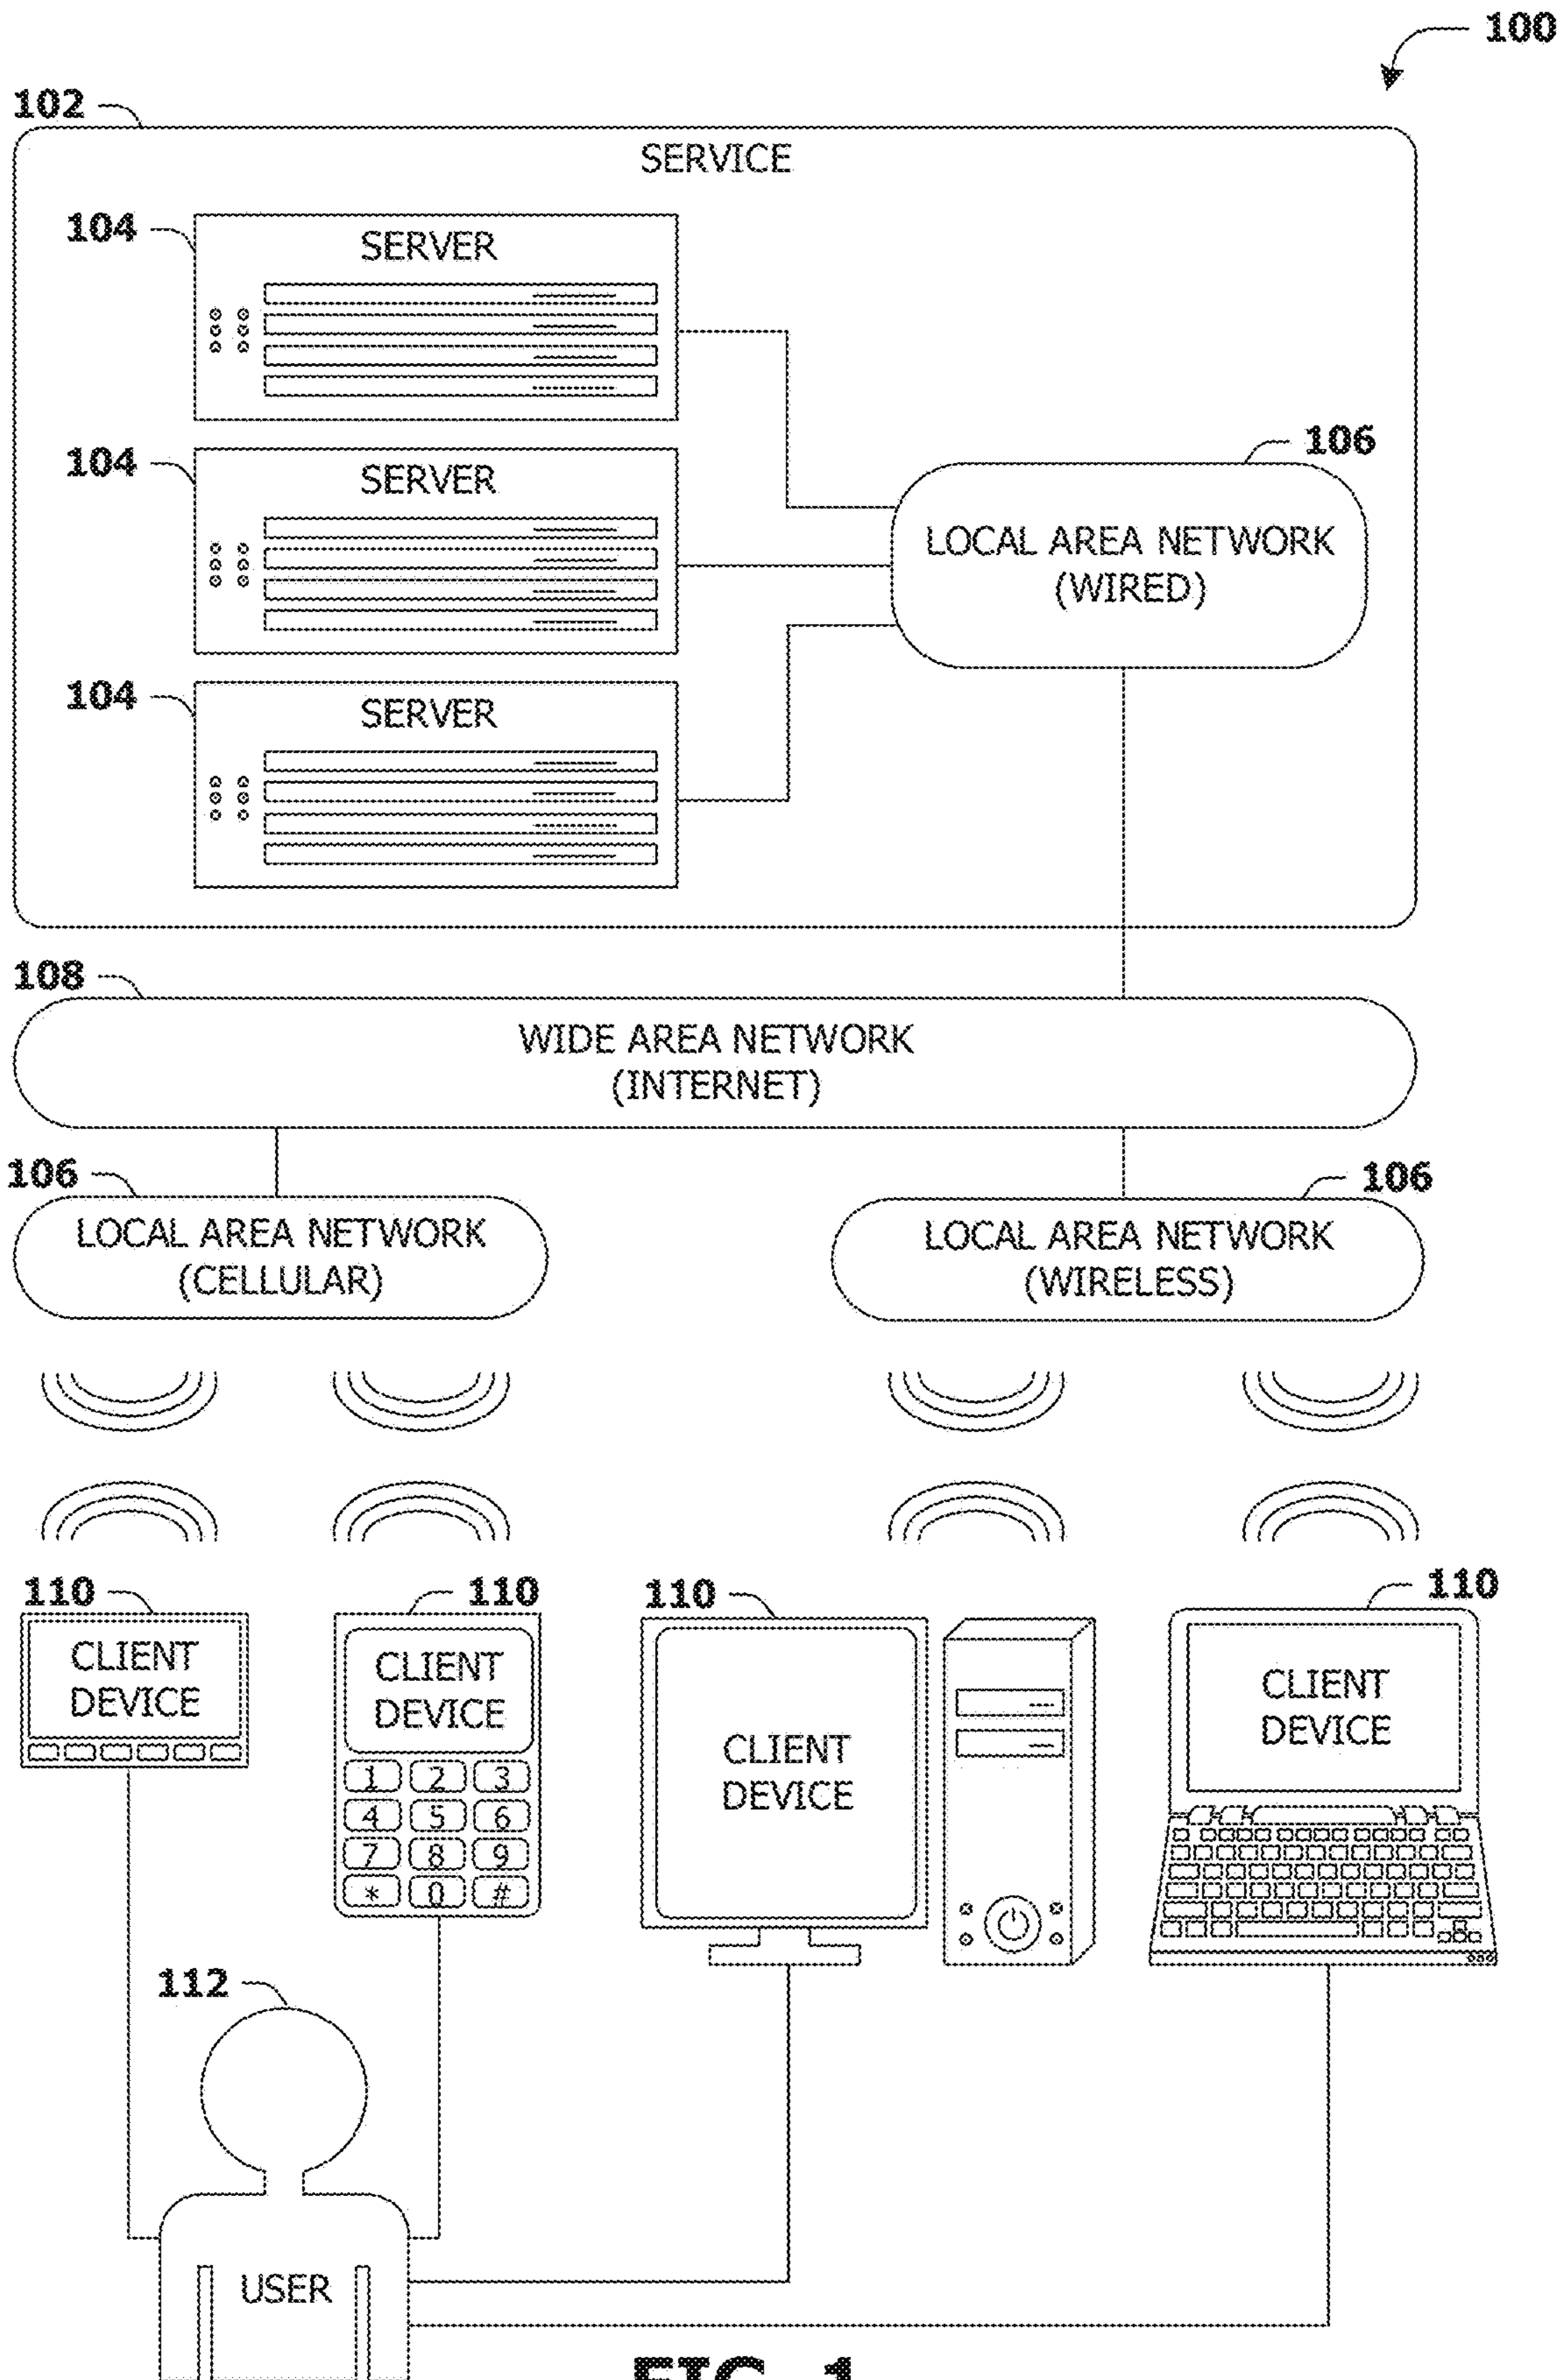 100
102
SERVICE
104
SERVER
104
SERVER
106
LOCAL AREA NETWORK
(WIRED)
104
SERVER
108
WIDE AREA NETWORK
(INTERNET)
106
LOCAL AREA NETWORK
(CELLULAR)
106
LOCAL AREA NETWORK
(WIRELESS)
110
CLIENT
DEVICE
110
CLIENT
DEVICE
1 2 3
4 5 6
7 8 9
* 0 #
110
CLIENT
DEVICE
110
CLIENT
DEVICE
112
USER
FIG. 1